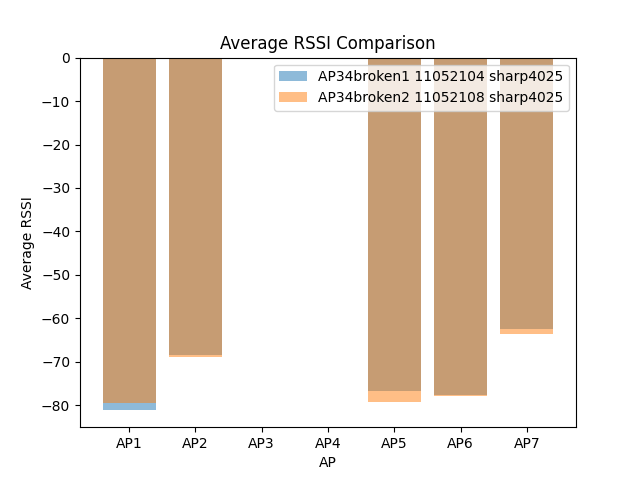 Average RSSI Comparison
AP34broken1 11052104 sharp4025
AP34broken2 11052108 sharp4025
0
−10
−20
−30
−40
−50
−60
−70
−80
Average RSSI
AP1 AP2 AP3 AP4 AP5 AP6 AP7
AP